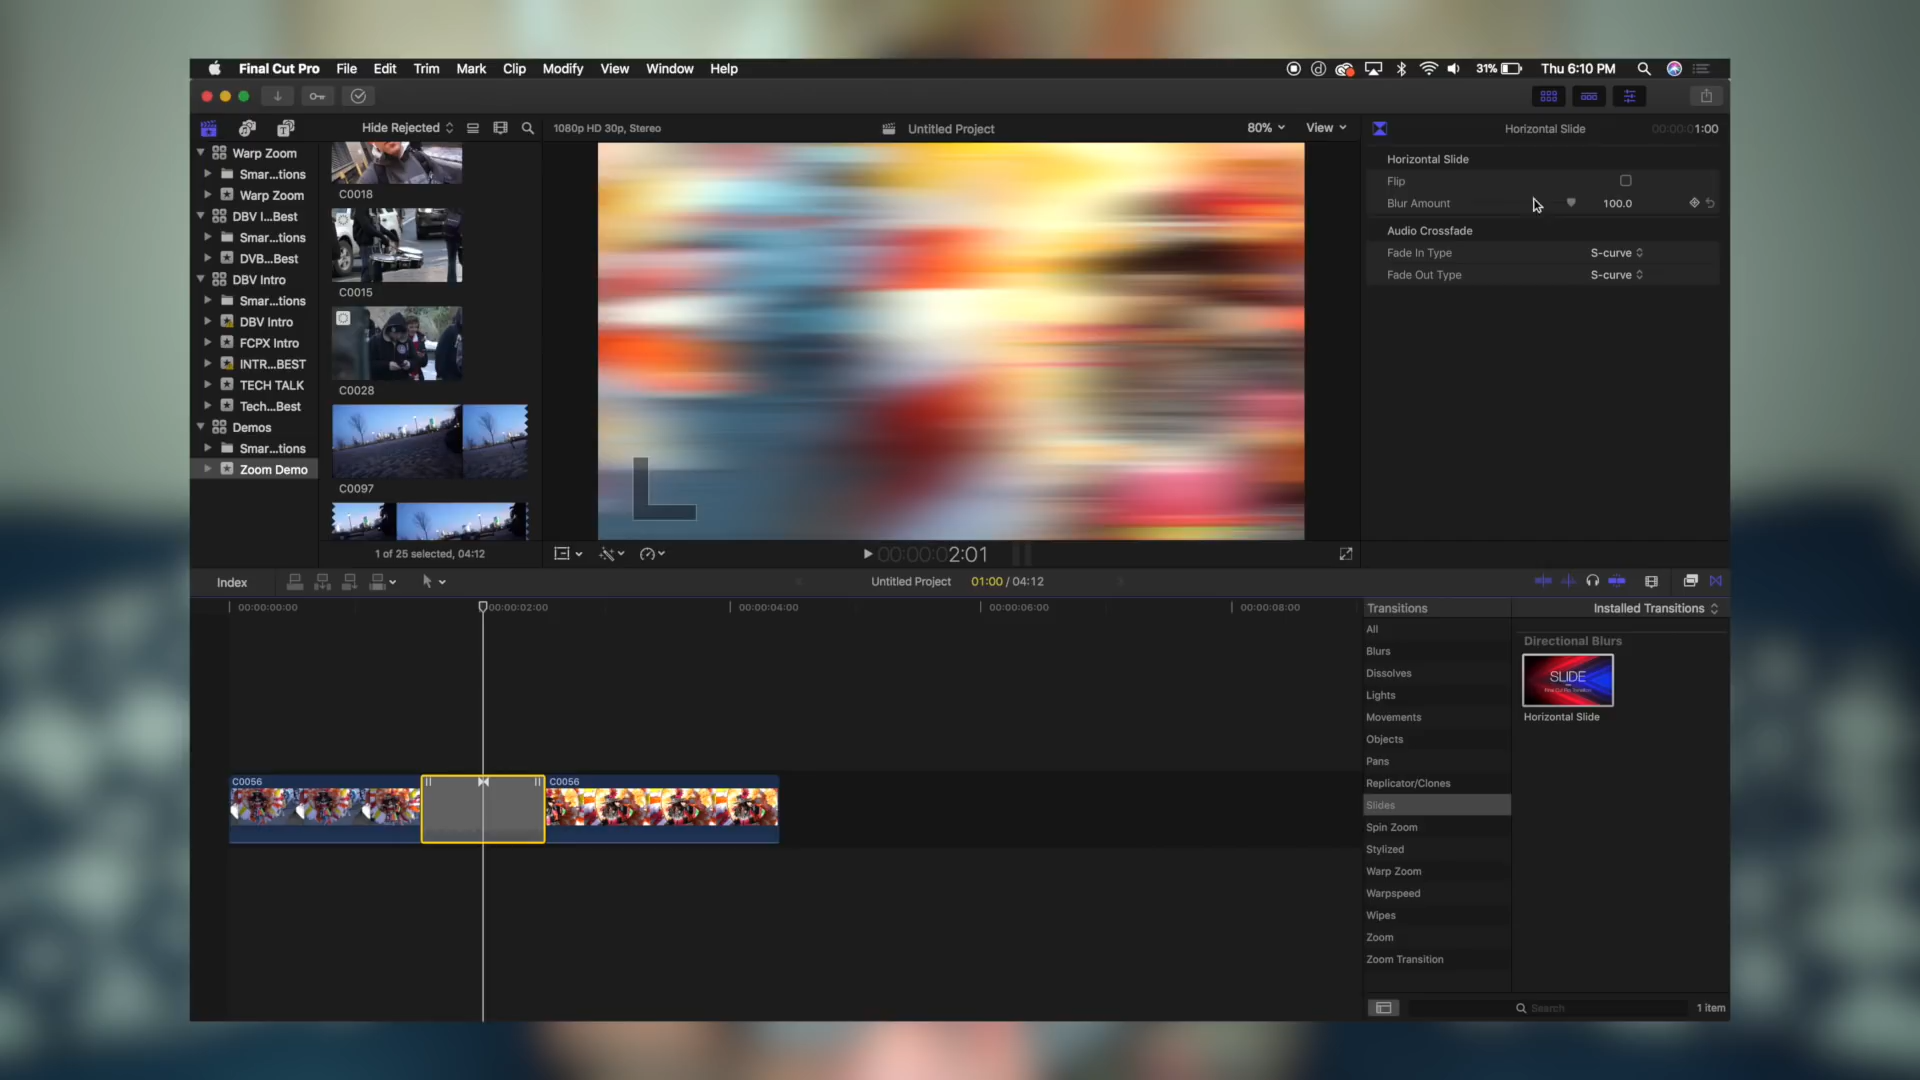 Final Cut Pro File Edit Trim Mark Clip Modify View Window Help
31% Thu 6:10 PM
Hide Rejected
1080p HD 30p, Stereo
Untitled Project
80% View
Horizontal Slide
00:00:01:00
Warp Zoom
Smar...tions
Warp Zoom
DBV I...Best
Smar...tions
DVB...Best
DBV Intro
Smar...tions
DBV Intro
FCPX Intro
INTR...BEST
TECH TALK
Tech...Best
Demos
Smar...tions
Zoom Demo
C0018
C0015
C0028
C0097
1 of 25 selected, 04:12
00:00:00:02:01
Horizontal Slide
Flip
Blur Amount 100.0
Audio Crossfade
Fade In Type S-curve
Fade Out Type S-curve
Index
Untitled Project 01:00 / 04:12
00:00:00:00
00:00:02:00
00:00:04:00
00:00:06:00
00:00:08:00
C0056
C0056
Transitions
Installed Transitions
All
Blurs
Dissolves
Lights
Movements
Objects
Pans
Replicator/Clones
Slides
Spin Zoom
Stylized
Warp Zoom
Warpspeed
Wipes
Zoom
Zoom Transition
Directional Blurs
SLIDE
Horizontal Slide
Search
1 item